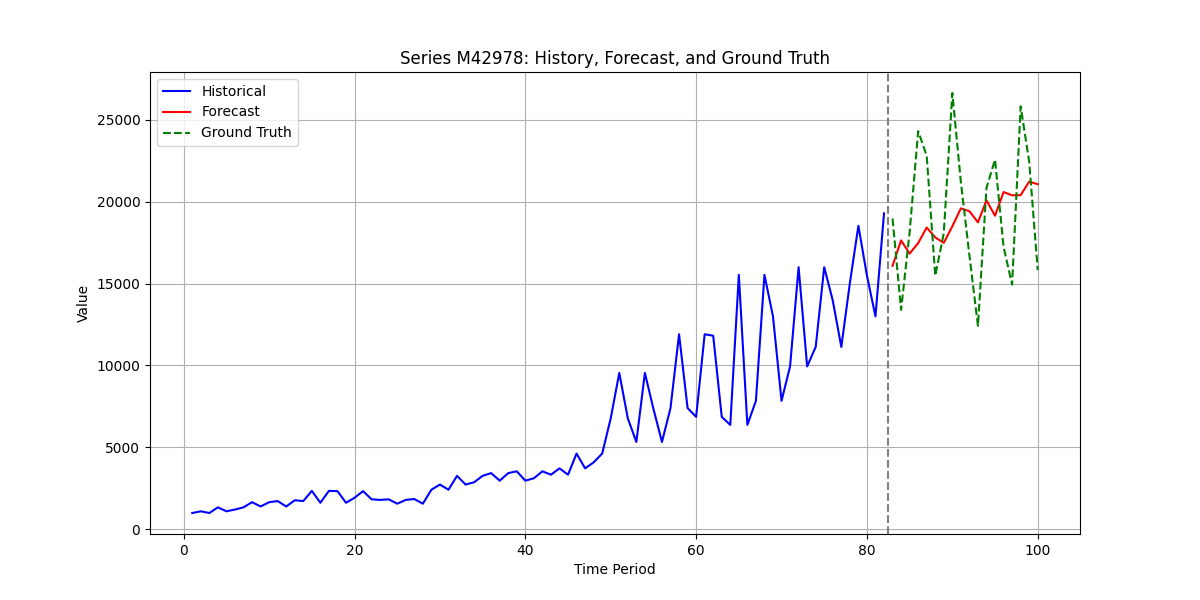 Series M42978: History, Forecast, and Ground Truth
Historical
Forecast
Ground Truth
25000
20000
15000
10000
5000
0
Value
0 20 40 60 80 100
Time Period